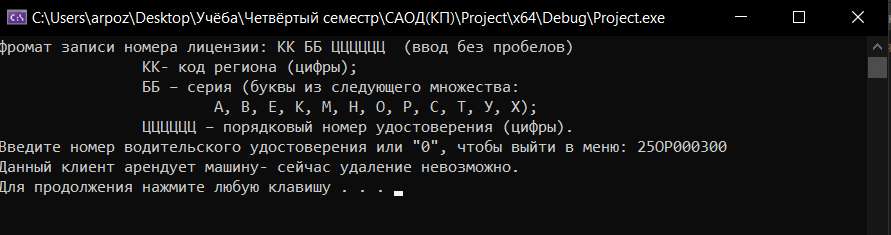 C:\Users\arpoz\Desktop\Учёба\Четвёртый семестр\САОД(КП)\Project\x64\Debug\Project.exe
фромат записи номера лицензии: КК ББ ЦЦЦЦЦЦ (ввод без пробелов)
КК- код региона (цифры);
ББ – серия (буквы из следующего множества:
А, В, Е, К, М, Н, О, Р, С, Т, У, Х);
ЦЦЦЦЦЦ – порядковый номер удостоверения (цифры).
Введите номер водительского удостоверения или "0", чтобы выйти в меню: 25ОР000300
Данный клиент арендует машину- сейчас удаление невозможно.
Для продолжения нажмите любую клавишу . . .